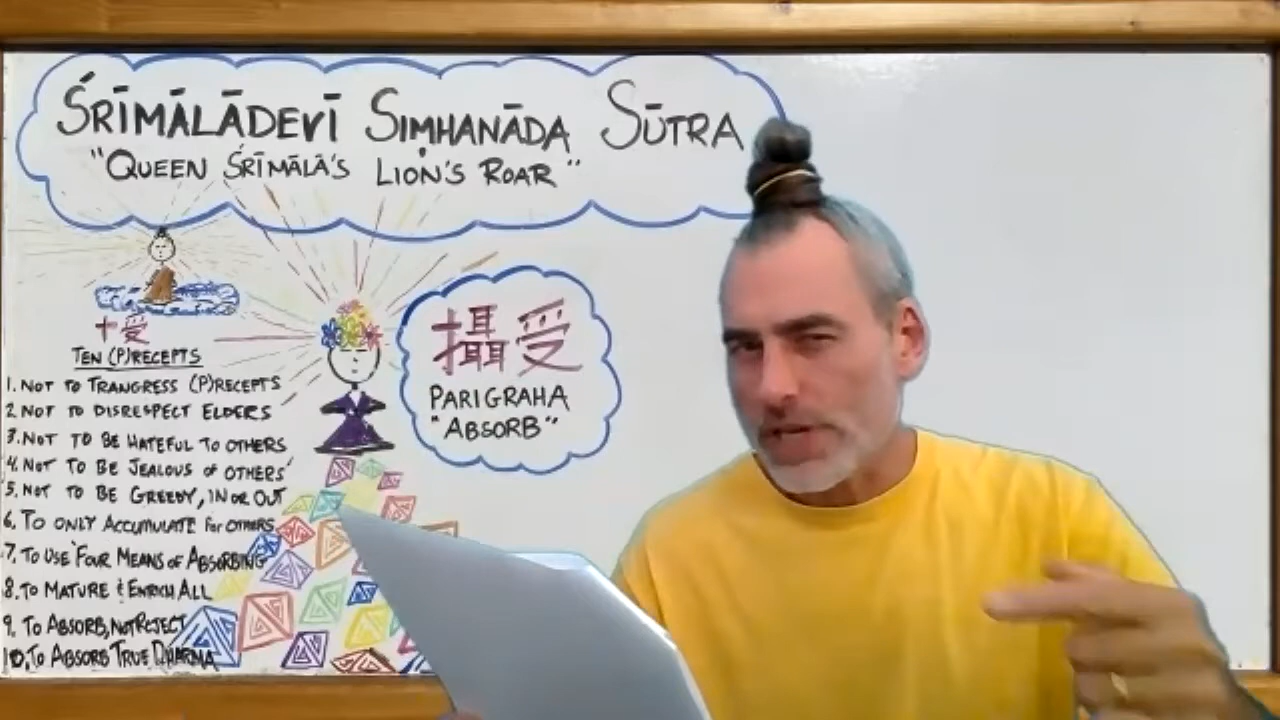 ŚRĪMĀLĀDEVĪ SIṂHANĀDA SŪTRA
"QUEEN ŚRĪMĀLĀ'S LION'S ROAR"
十受
TEN (P)RECEPTS
1. NOT TO TRANGRESS (P)RECEPTS
2. NOT TO DISRESPECT ELDERS
3. NOT TO BE HATEFUL TO OTHERS
4. NOT TO BE JEALOUS OF OTHERS'
5. NOT TO BE GREEDY, IN OR OUT
6. TO ONLY ACCUMULATE FOR OTHERS
7. TO USE 'FOUR MEANS OF ABSORBING'
8. TO MATURE & ENRICH ALL
9. TO ABSORB, NOT REJECT
10. TO ABSORB TRUE DHARMA
攝受
PARIGRAHA
"ABSORB"